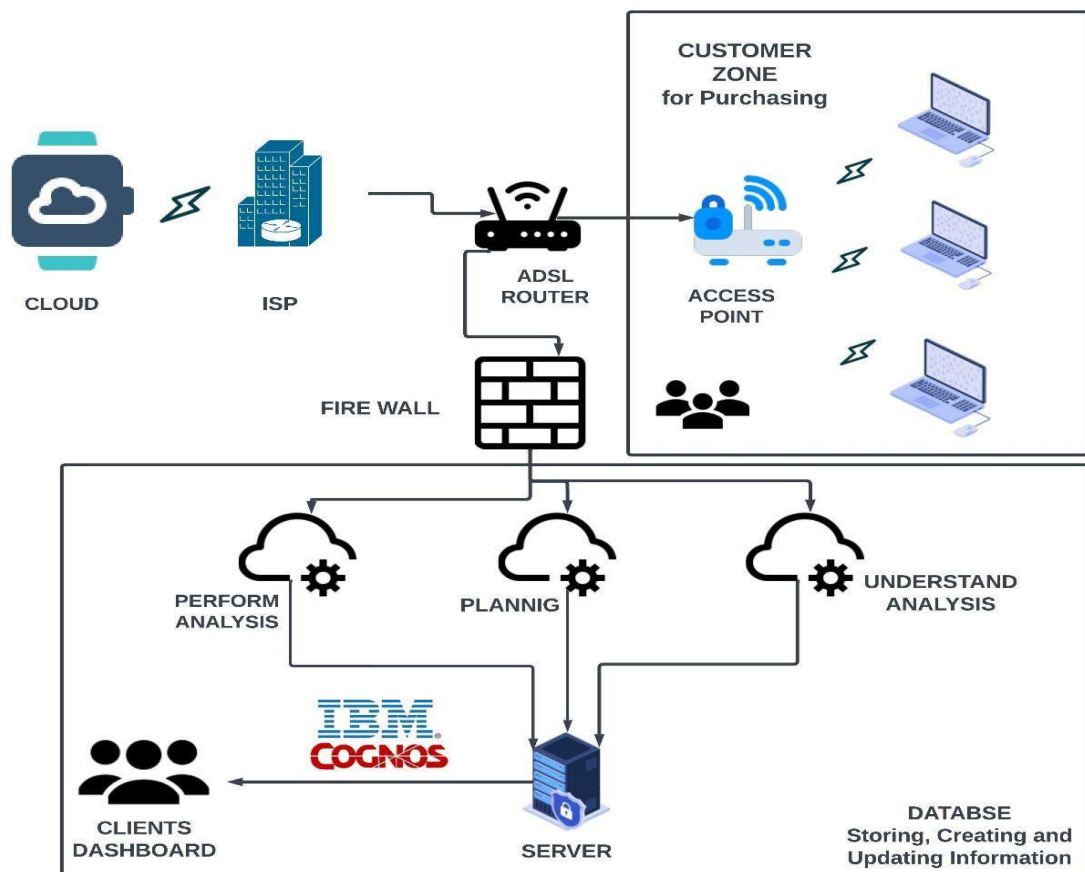 CUSTOMER
ZONE
for Purchasing
CLOUD
ISP
ADSL
ROUTER
ACCESS
POINT
FIRE WALL
PERFORM
ANALYSIS
PLANNIG
UNDERSTAND
ANALYSIS
IBM®
COGNOS
CLIENTS
DASHBOARD
SERVER
DATABSE
Storing, Creating and
Updating Information